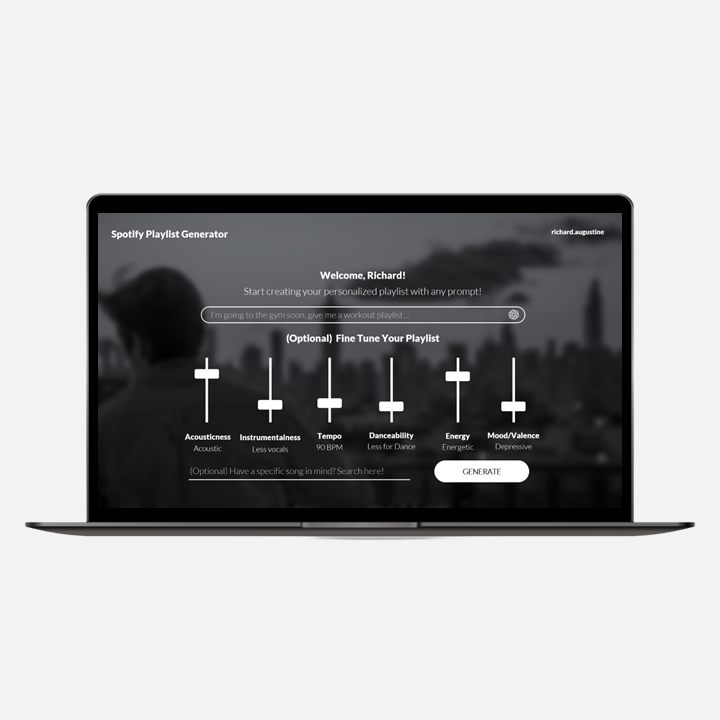 Spotify Playlist Generator
richard.augustine
Welcome, Richard!
Start creating your personalized playlist with any prompt!
I'm going to the gym soon, give me a workout playlist...
(Optional) Fine Tune Your Playlist
Acousticness
Instrumentalness
Tempo
Danceability
Energy
Mood/Valence
Acoustic
Less vocals
90 BPM
Less for Dance
Energetic
Depressive
(Optional) Have a specific song in mind? Search here!
GENERATE